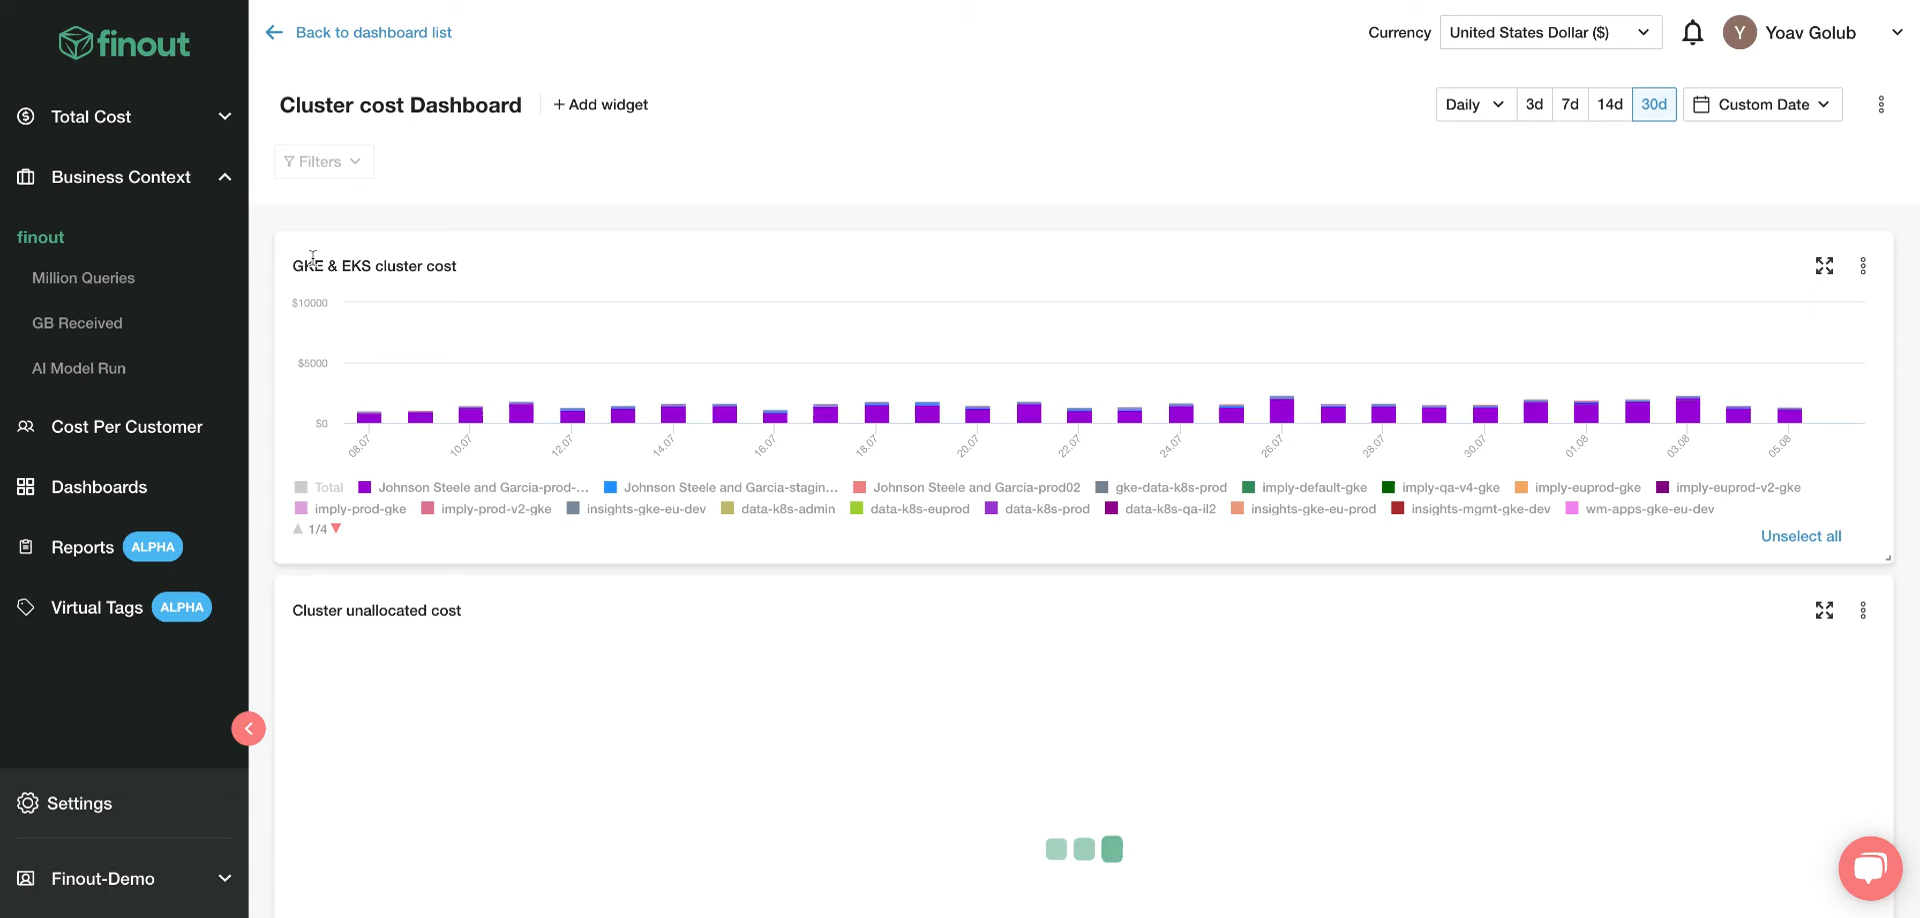 finout
Total Cost
Business Context
finout
Million Queries
GB Received
AI Model Run
Cost Per Customer
Dashboards
Reports ALPHA
Virtual Tags ALPHA
Settings
Finout-Demo
Back to dashboard list
Currency United States Dollar ($) Y Yoav Golub
Cluster cost Dashboard + Add widget
Daily 3d 7d 14d 30d Custom Date
Filters
GKE & EKS cluster cost
$10000
$5000
$0
08.07 10.07 12.07 14.07 16.07 18.07 20.07 22.07 24.07 26.07 28.07 30.07 01.08 03.08 05.08
Total Johnson Steele and Garcia-prod-... Johnson Steele and Garcia-stagin... Johnson Steele and Garcia-prod02 gke-data-k8s-prod imply-default-gke imply-qa-v4-gke imply-euprod-gke imply-euprod-v2-gke
imply-prod-gke imply-prod-v2-gke insights-gke-eu-dev data-k8s-admin data-k8s-euprod data-k8s-prod data-k8s-qa-il2 insights-gke-eu-prod insights-mgmt-gke-dev wm-apps-gke-eu-dev
1/4
Unselect all
Cluster unallocated cost